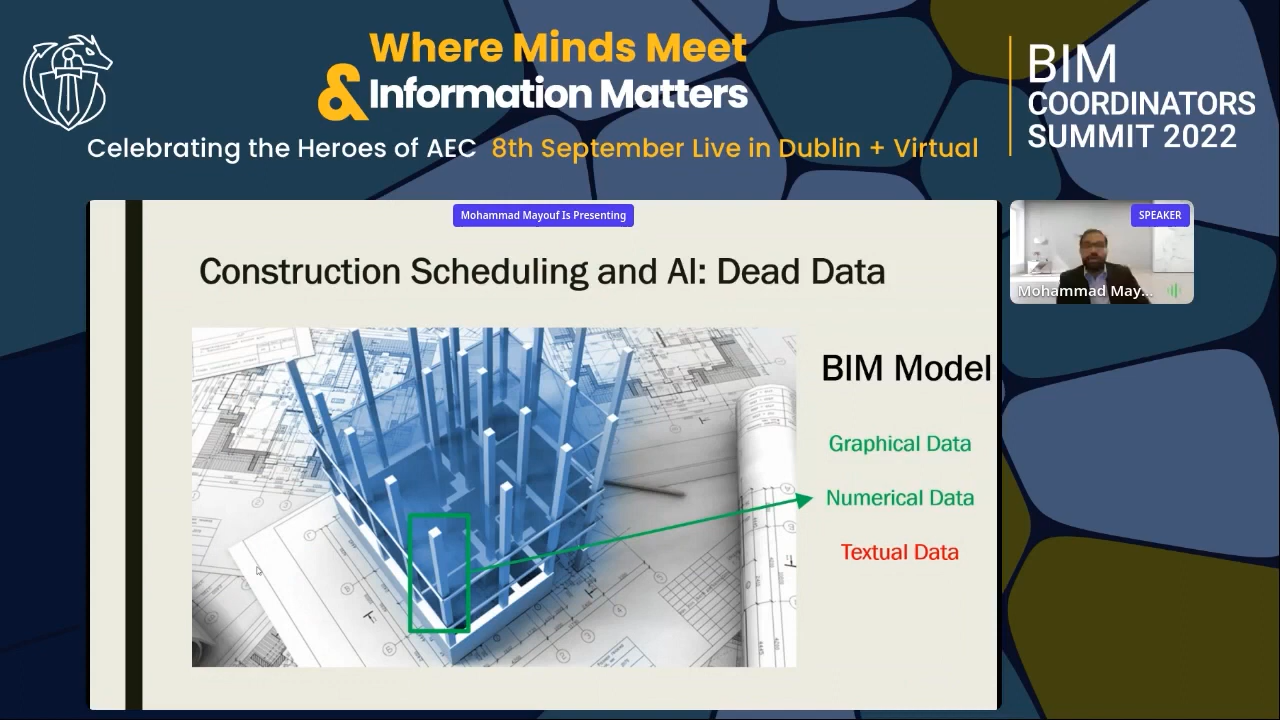 Where Minds Meet
& Information Matters
Celebrating the Heroes of AEC 8th September Live in Dublin + Virtual
BIM
COORDINATORS
SUMMIT 2022
Mohammad Mayouf Is Presenting
SPEAKER
Mohammad May...
Construction Scheduling and AI: Dead Data
BIM Model
Graphical Data
Numerical Data
Textual Data